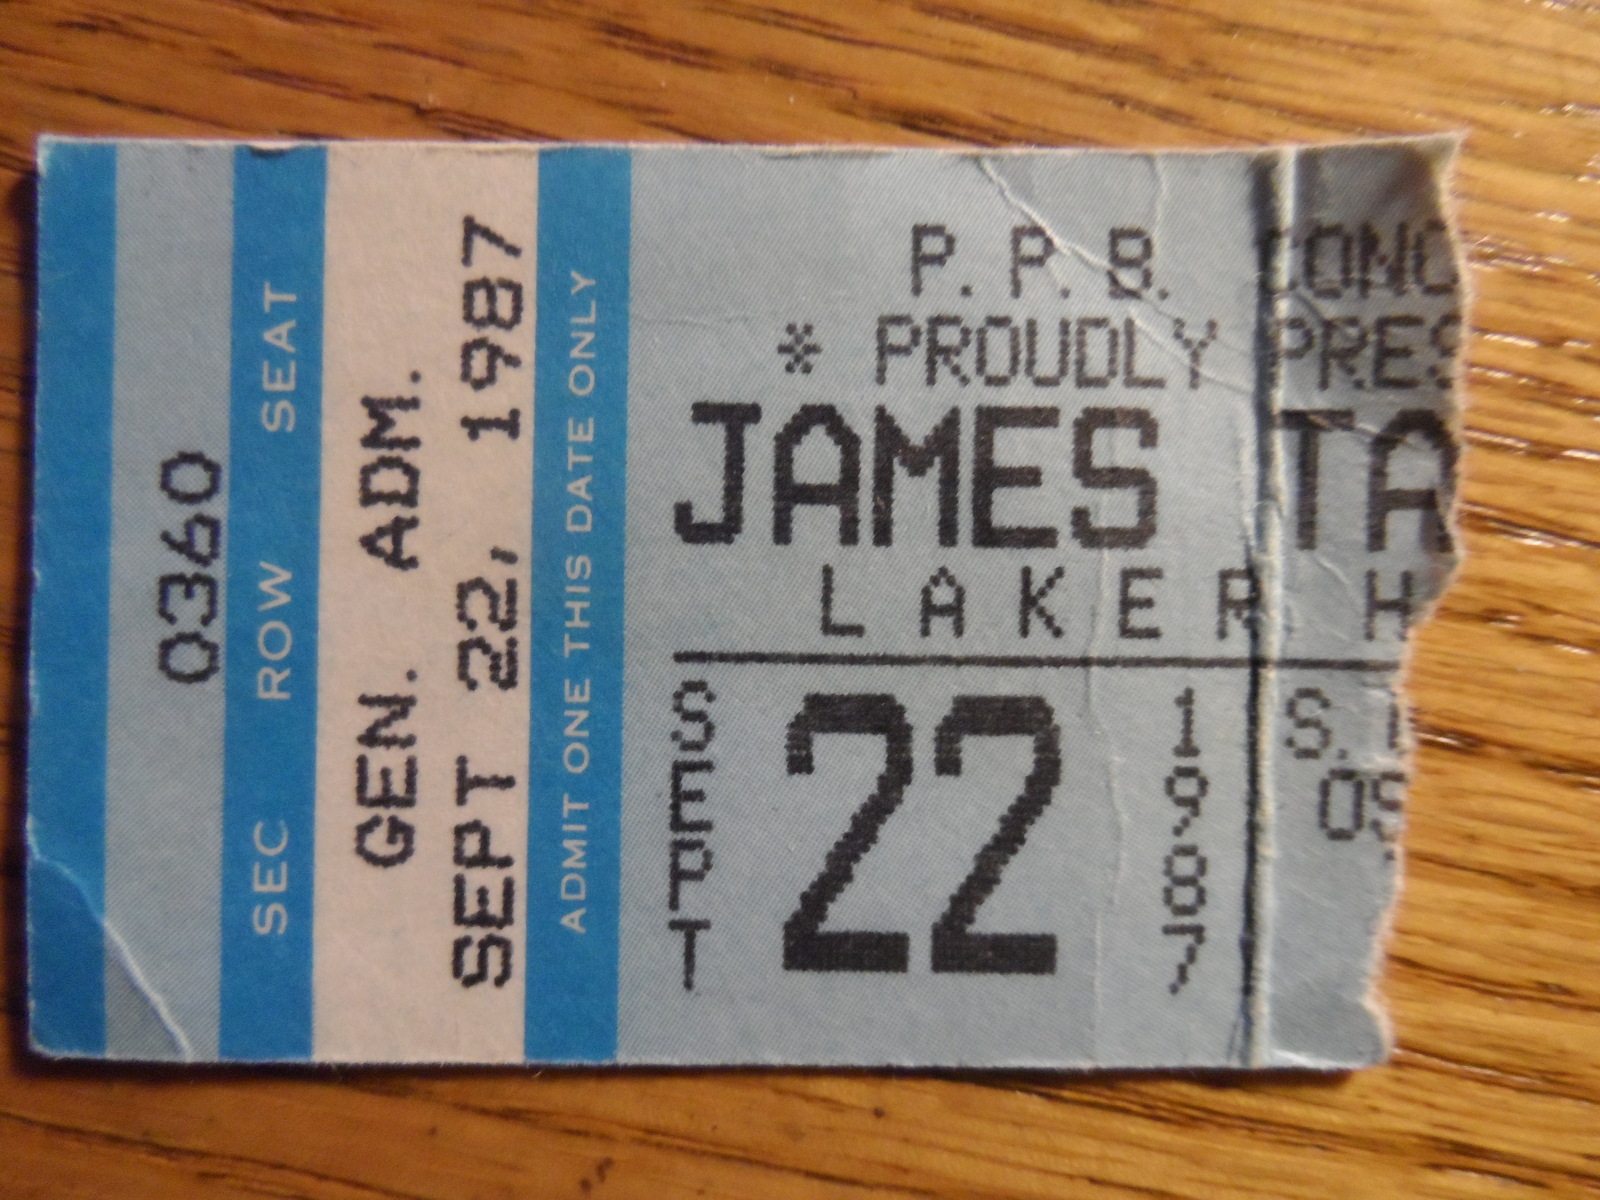 0360
SEC ROW SEAT
GEN. ADM.
SEPT 22, 1987
ADMIT ONE THIS DATE ONLY
P. P. B. CONC
* PROUDLY PRES
JAMES TA
LAKER H
SEPT 22 1987
S.
OS